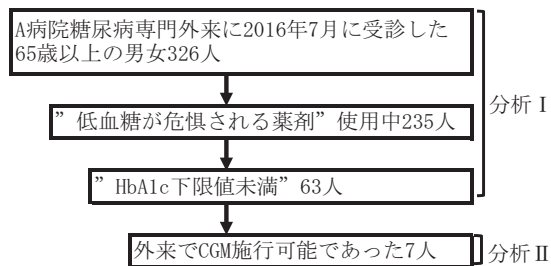 A病院糖尿病専門外来に2016年7月に受診した
65歳以上の男女326人
分析Ⅰ
”低血糖が危惧される薬剤”使用中235人
”HbA1c下限値未満”63人
外来でCGM施行可能であった7人
分析Ⅱ